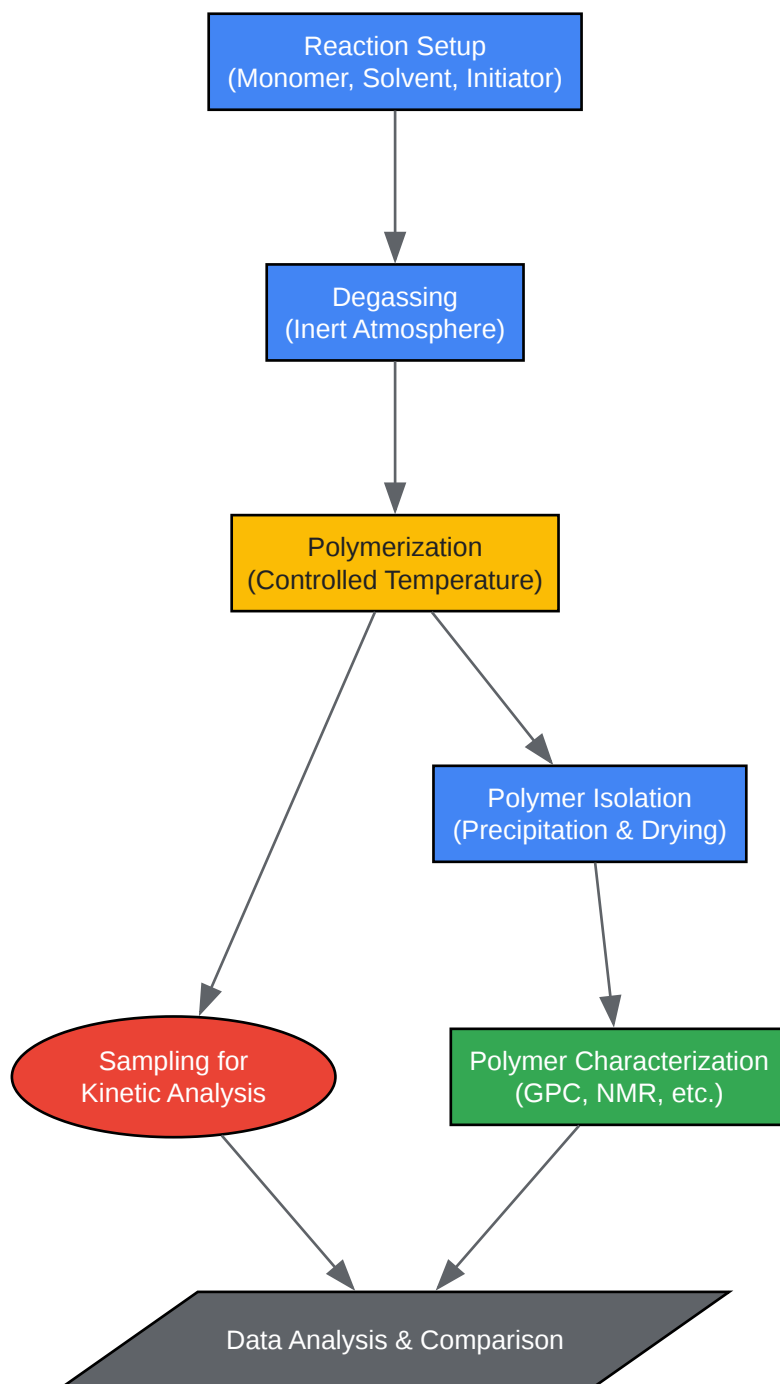 Reaction Setup
(Monomer, Solvent, Initiator)
Degassing
(Inert Atmosphere)
Polymerization
(Controlled Temperature)
Polymer Isolation
(Precipitation & Drying)
Sampling for
Kinetic Analysis
Polymer Characterization
(GPC, NMR, etc.)
Data Analysis & Comparison